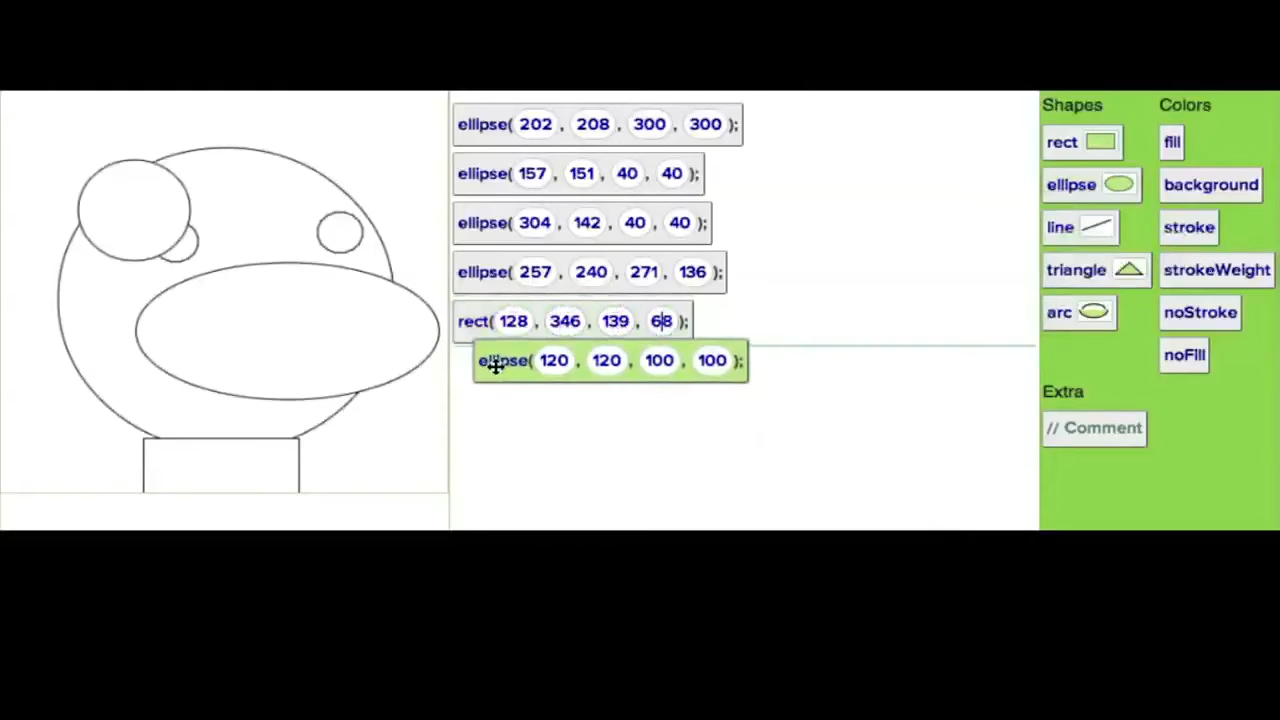 ellipse( 202 , 208 , 300 , 300 );
ellipse( 157 , 151 , 40 , 40 );
ellipse( 304 , 142 , 40 , 40 );
ellipse( 257 , 240 , 271 , 136 );
rect( 128 , 346 , 139 , 68 );
ellipse( 120 , 120 , 100 , 100 );
Shapes
rect
ellipse
line
triangle
arc
Colors
fill
background
stroke
strokeWeight
noStroke
noFill
Extra
// Comment